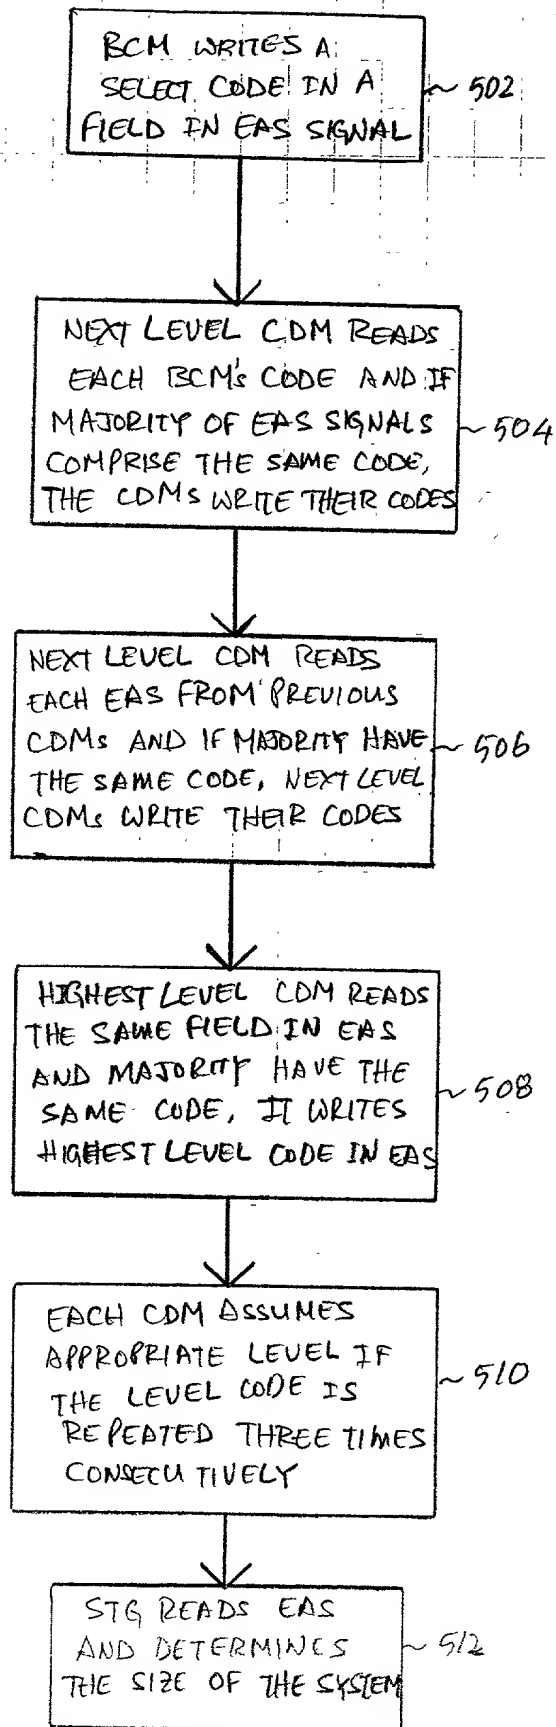 BCM WRITES A
SELECT CODE IN A
FIELD IN EAS SIGNAL
502
NEXT LEVEL CDM READS
EACH BCM's CODE AND IF
MAJORITY OF EAS SIGNALS
COMPRISE THE SAME CODE,
THE CDMs WRITE THEIR CODES
504
NEXT LEVEL CDM READS
EACH EAS FROM PREVIOUS
CDMs AND IF MAJORITY HAVE
THE SAME CODE, NEXT LEVEL
CDMs WRITE THEIR CODES
506
HIGHEST LEVEL CDM READS
THE SAME FIELD IN EAS
AND MAJORITY HAVE THE
SAME CODE, IT WRITES
HIGHEST LEVEL CODE IN EAS
508
EACH CDM ASSUMES
APPROPRIATE LEVEL IF
THE LEVEL CODE IS
REPEATED THREE TIMES
CONSECUTIVELY
510
STG READS EAS
AND DETERMINES
THE SIZE OF THE SYSTEM
512